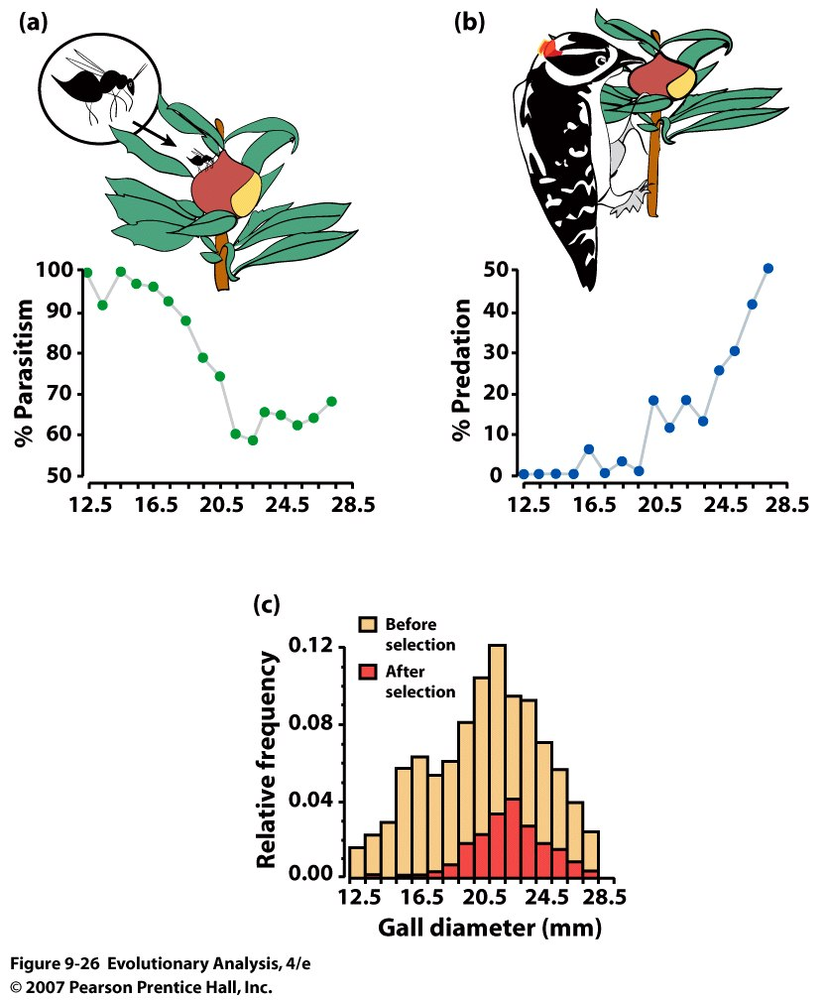 (a)
(b)
100
90
80
70
60
50
% Parasitism
12.5 16.5 20.5 24.5 28.5
50
40
30
20
10
0
% Predation
12.5 16.5 20.5 24.5 28.5
(c)
Before
selection
After
selection
0.12
0.08
0.04
0.00
Relative frequency
12.5 16.5 20.5 24.5 28.5
Gall diameter (mm)
Figure 9-26 Evolutionary Analysis, 4/e
© 2007 Pearson Prentice Hall, Inc.